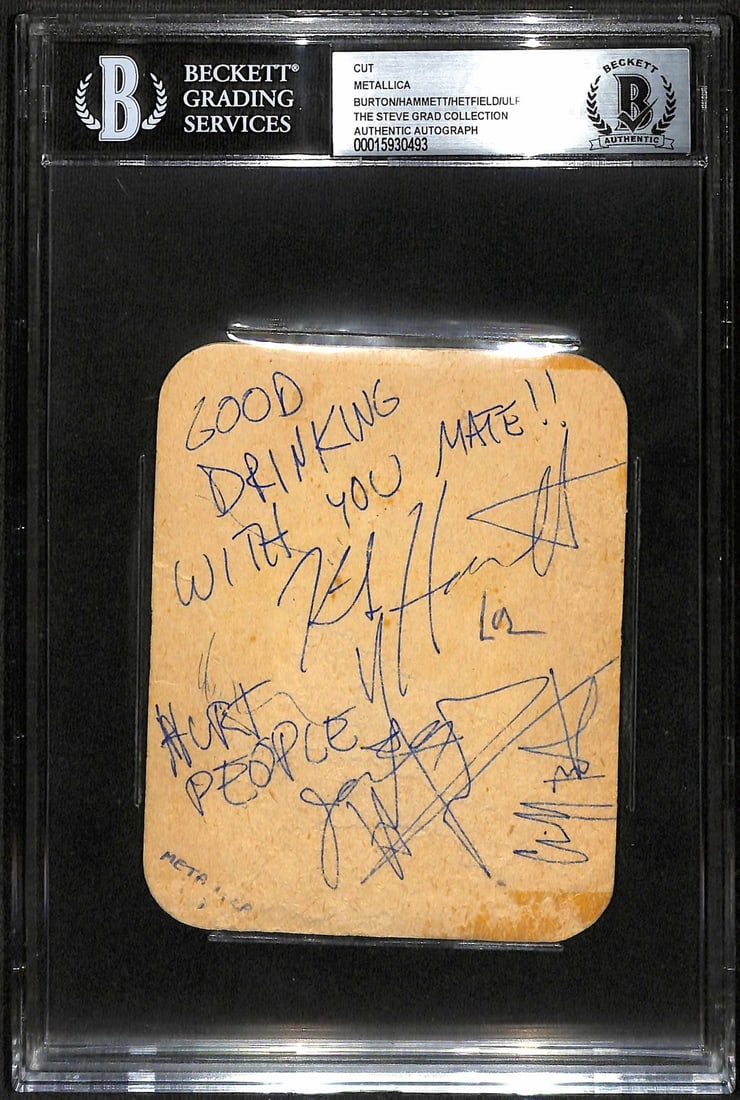 BECKETT®
GRADING
SERVICES
B
CUT
METALLICA
BURTON/HAMMETT/HETFIELD/ULF
THE STEVE GRAD COLLECTION
AUTHENTIC AUTOGRAPH
00015930493
BECKETT
B
AUTHENTIC
GOOD
DRINKING
WITH YOU MATE!!
HURT
PEOPLE